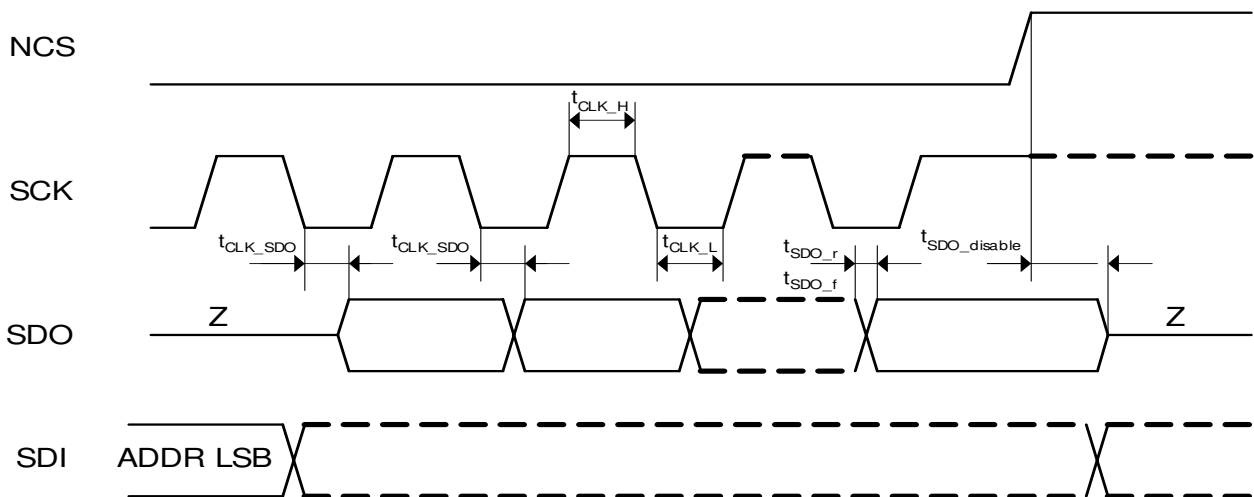 NCS
t_CLK_H
SCK
t_CLK_SDO t_CLK_SDO t_CLK_L t_SDO_r t_SDO_disable
t_SDO_f
Z Z
SDO
SDI ADDR LSB